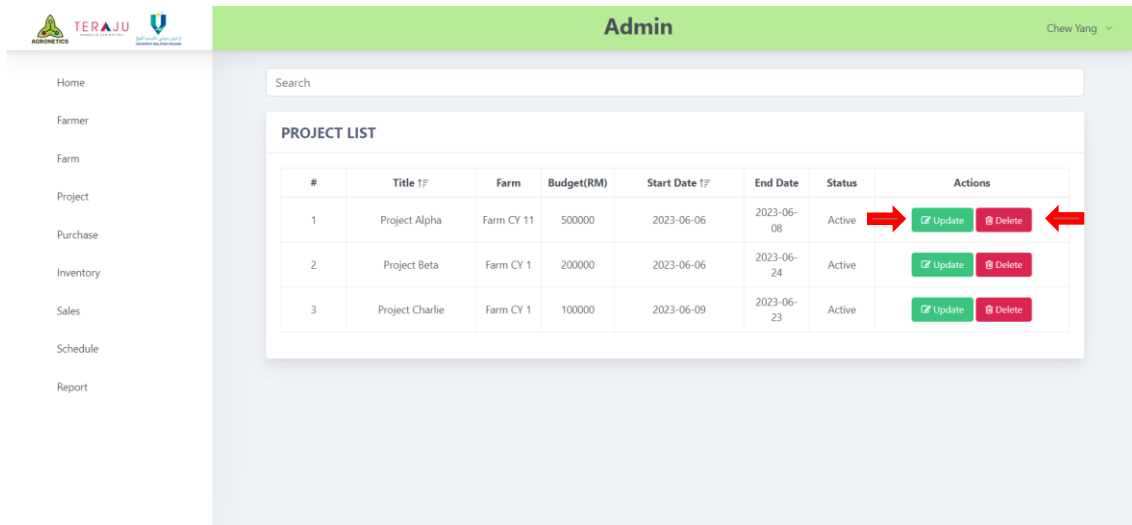 AGRONETICS
TERAJU
Admin
Chew Yang
Home
Farmer
Farm
Project
Purchase
Inventory
Sales
Schedule
Report
Search
PROJECT LIST
# Title Farm Budget(RM) Start Date End Date Status Actions
1 Project Alpha Farm CY 11 500000 2023-06-06 2023-06-
08 Active Update Delete
2 Project Beta Farm CY 1 200000 2023-06-06 2023-06-
24 Active Update Delete
3 Project Charlie Farm CY 1 100000 2023-06-09 2023-06-
23 Active Update Delete